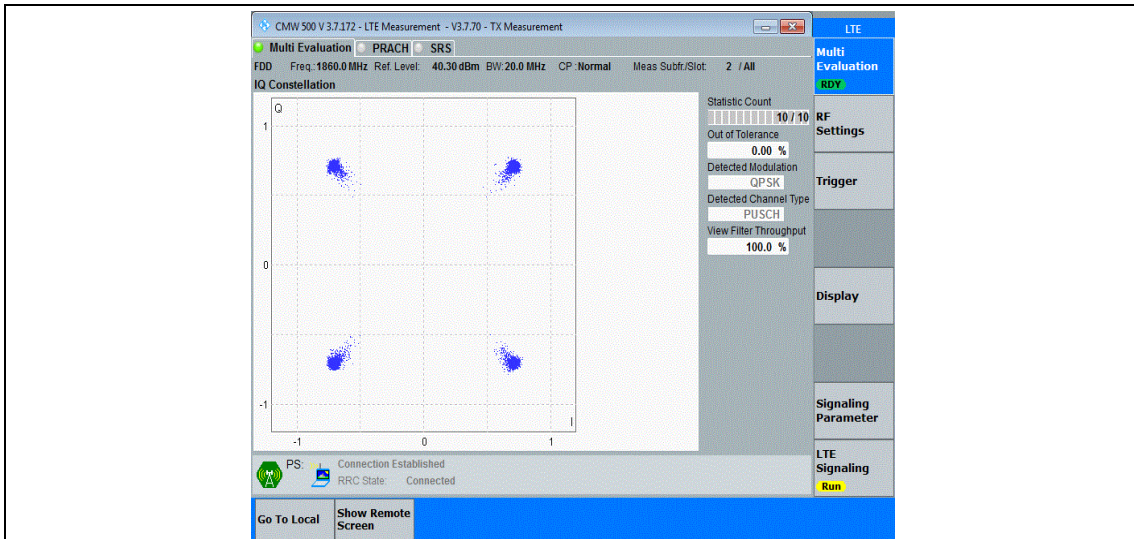 CMW 500 V 3.7.172 - LTE Measurement - V3.7.70 - TX Measurement
LTE
Multi Evaluation PRACH SRS
FDD Freq.:1860.0 MHz Ref. Level: 40.30 dBm BW:20.0 MHz CP :Normal Meas Subfr./Slot: 2 / All
IQ Constellation
Q
1
0
-1
-1 0 1
I
Statistic Count
10 / 10
Out of Tolerance
0.00 %
Detected Modulation
QPSK
Detected Channel Type
PUSCH
View Filter Throughput
100.0 %
Multi
Evaluation
RDY
RF
Settings
Trigger
Display
Signaling
Parameter
LTE
Signaling
Run
PS: Connection Established
RRC State: Connected
Go To Local
Show Remote
Screen